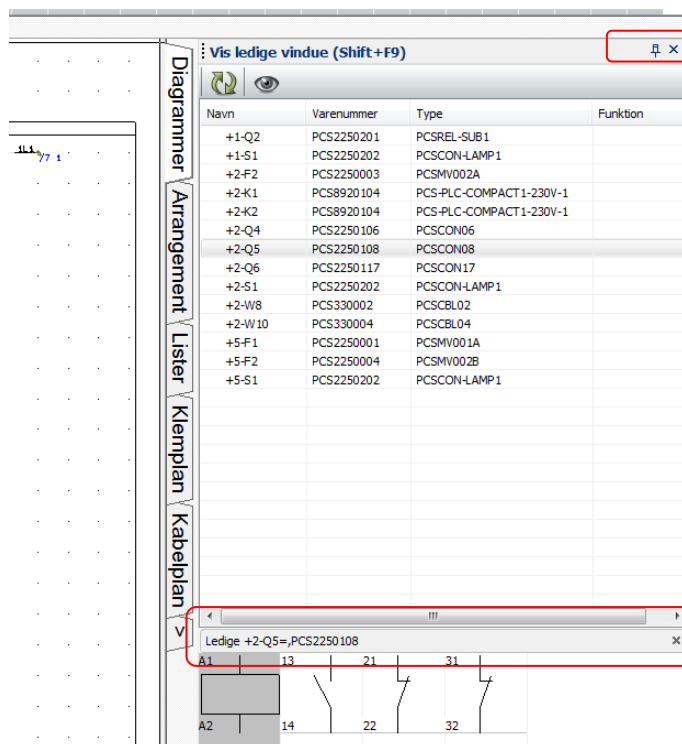 Vis ledige vindue (Shift+F9)
Navn Varenummer Type Funktion
+1-Q2 PCS2250201 PCSREL-SUB1
+1-S1 PCS2250202 PCSCON-LAMP1
+2-F2 PCS2250003 PCSMV002A
+2-K1 PCS8920104 PCS-PLC-COMPACT1-230V-1
+2-K2 PCS8920104 PCS-PLC-COMPACT1-230V-1
+2-Q4 PCS2250106 PCSCON06
+2-Q5 PCS2250108 PCSCON08
+2-Q6 PCS2250117 PCSCON17
+2-S1 PCS2250202 PCSCON-LAMP1
+2-W8 PCS330002 PCSCBL02
+2-W10 PCS330004 PCSCBL04
+5-F1 PCS2250001 PCSMV001A
+5-F2 PCS2250004 PCSMV002B
+5-S1 PCS2250202 PCSCON-LAMP1
Diagrammer
Arrangement
Lister
Klemplan
Kabelplan
>
1L1
/7 1
Ledige +2-Q5=,PCS2250108
A1 13 21 31
A2 14 22 32